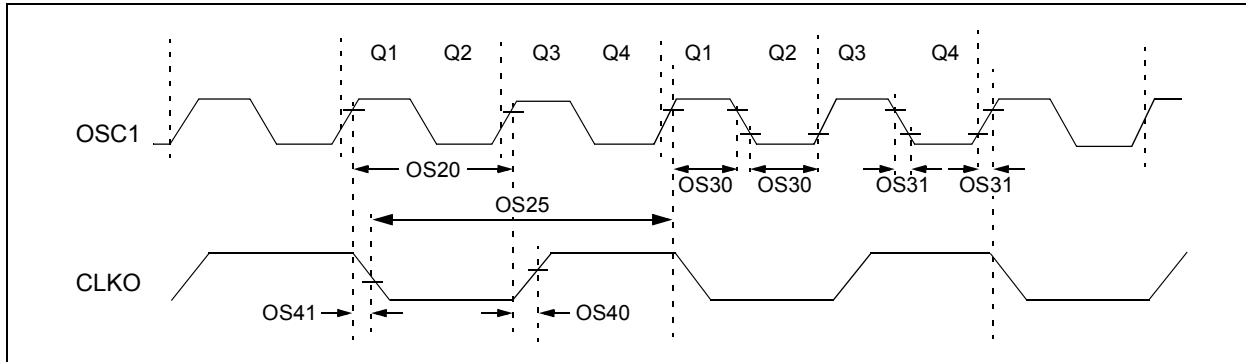 Q1 Q2 Q3 Q4 Q1 Q2 Q3 Q4
OSC1
OS20
OS30 OS30 OS31 OS31
OS25
CLKO
OS41 OS40